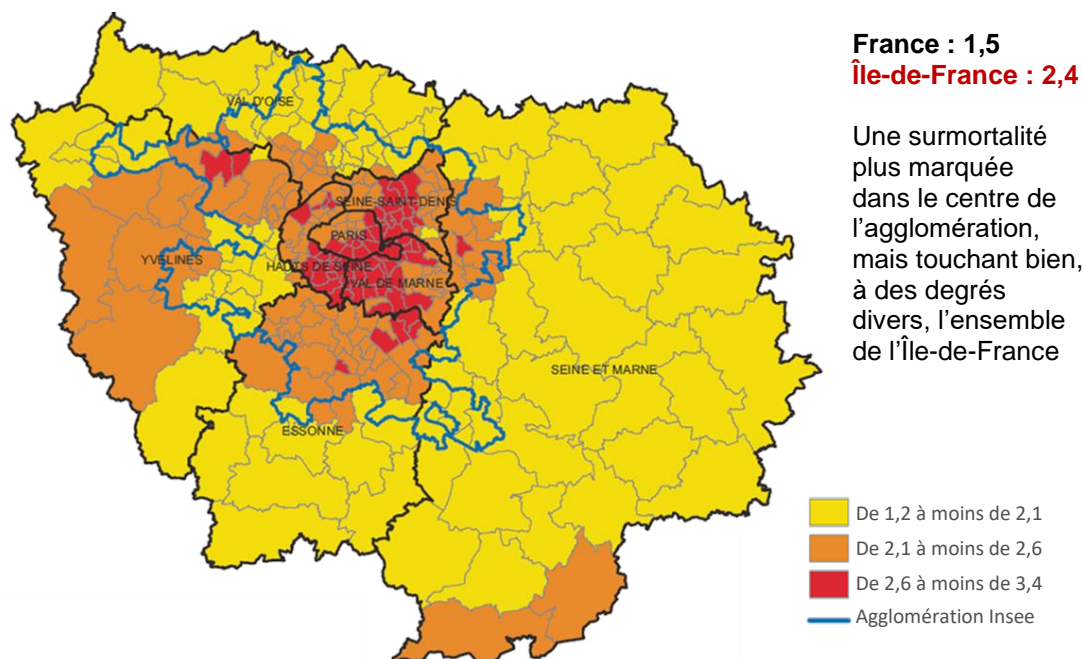 France : 1,5
Île-de-France : 2,4
Une surmortalité
plus marquée
dans le centre de
l’agglomération,
mais touchant bien,
à des degrés
divers, l’ensemble
de l’Île-de-France
VAL D'OISE
SEINE-SAINT-DENIS
PARIS
YVELINES
HAUTS DE SEINE
VAL DE MARNE
SEINE ET MARNE
ESSONNE
De 1,2 à moins de 2,1
De 2,1 à moins de 2,6
De 2,6 à moins de 3,4
Agglomération Insee